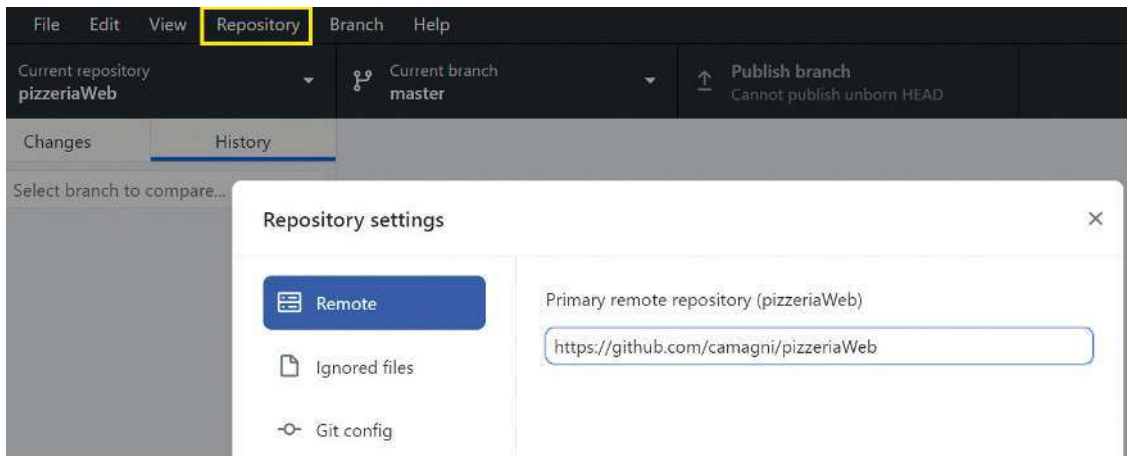 File Edit View Repository Branch Help
Current repository
pizzeriaWeb
Current branch
master
Publish branch
Cannot publish unborn HEAD
Changes History
Select branch to compare...
Repository settings
Remote
Ignored files
Git config
Primary remote repository (pizzeriaWeb)
https://github.com/camagni/pizzeriaWeb